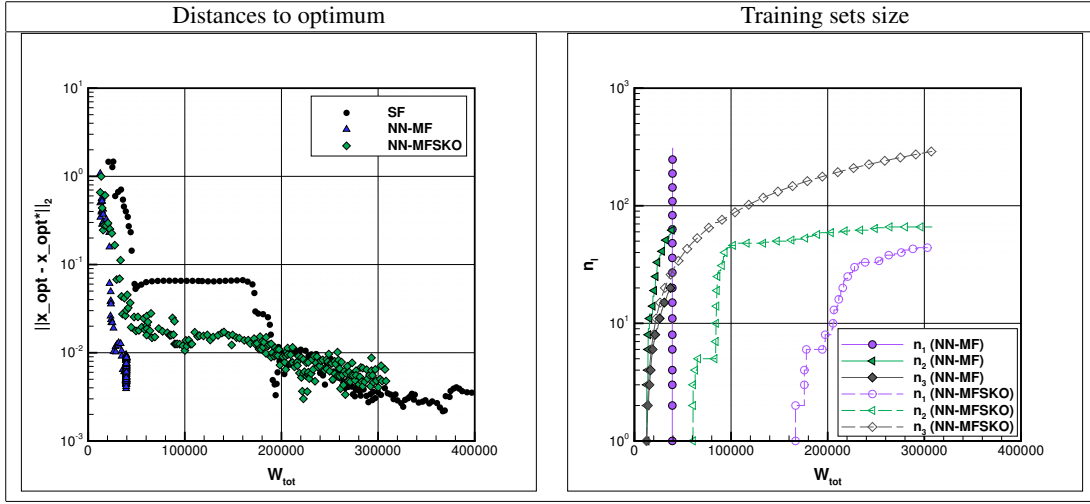 Distances to optimum
Training sets size
10^1
10^0
10^-1
10^-2
10^-3
||x_opt - x_opt*||_2
SF
NN-MF
NN-MFSKO
0
100000
200000
300000
400000
W_tot
10^3
10^2
10^1
10^0
n_i
n_1 (NN-MF)
n_2 (NN-MF)
n_3 (NN-MF)
n_1 (NN-MFSKO)
n_2 (NN-MFSKO)
n_3 (NN-MFSKO)
0
100000
200000
300000
400000
W_tot